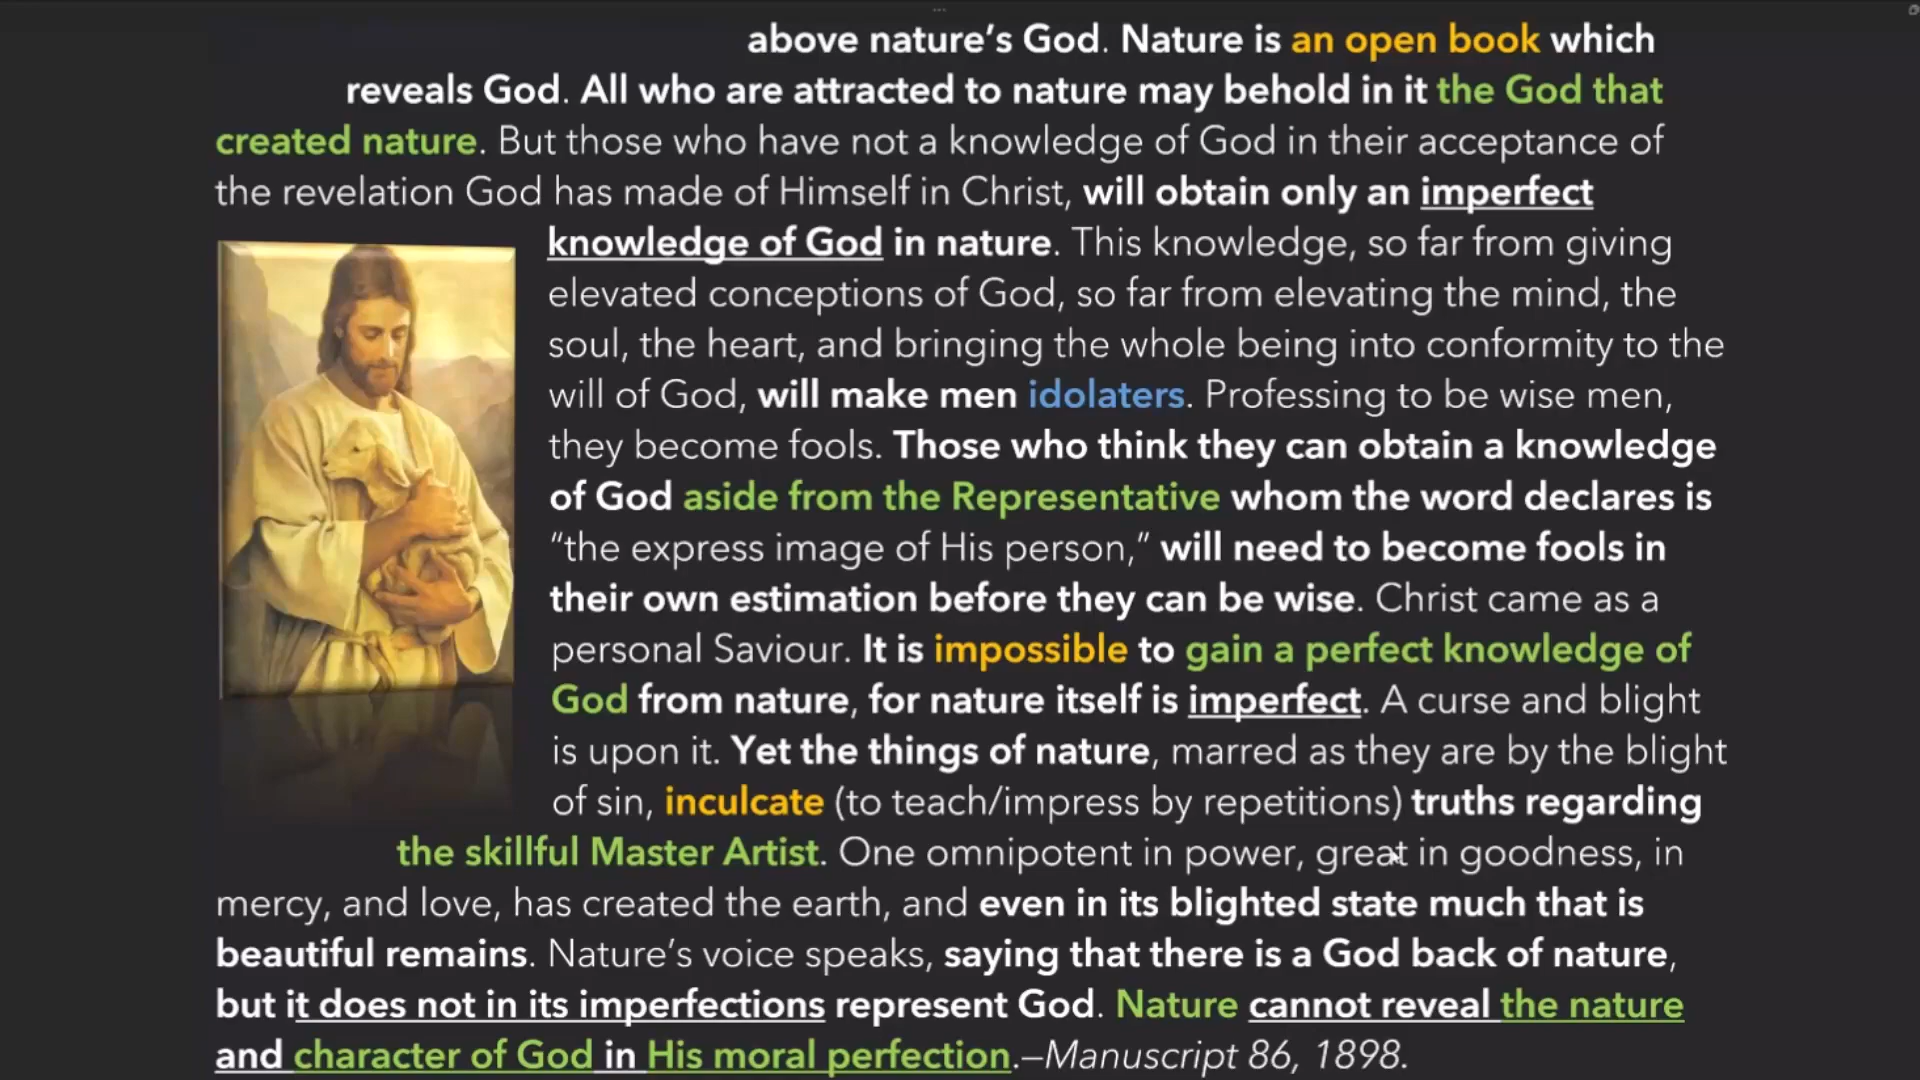 above nature’s God. Nature is an open book which
reveals God. All who are attracted to nature may behold in it the God that
created nature. But those who have not a knowledge of God in their acceptance of
the revelation God has made of Himself in Christ, will obtain only an imperfect
knowledge of God in nature. This knowledge, so far from giving
elevated conceptions of God, so far from elevating the mind, the
soul, the heart, and bringing the whole being into conformity to the
will of God, will make men idolaters. Professing to be wise men,
they become fools. Those who think they can obtain a knowledge
of God aside from the Representative whom the word declares is
“the express image of His person,” will need to become fools in
their own estimation before they can be wise. Christ came as a
personal Saviour. It is impossible to gain a perfect knowledge of
God from nature, for nature itself is imperfect. A curse and blight
is upon it. Yet the things of nature, marred as they are by the blight
of sin, inculcate (to teach/impress by repetitions) truths regarding
the skillful Master Artist. One omnipotent in power, great in goodness, in
mercy, and love, has created the earth, and even in its blighted state much that is
beautiful remains. Nature’s voice speaks, saying that there is a God back of nature,
but it does not in its imperfections represent God. Nature cannot reveal the nature
and character of God in His moral perfection.—Manuscript 86, 1898.